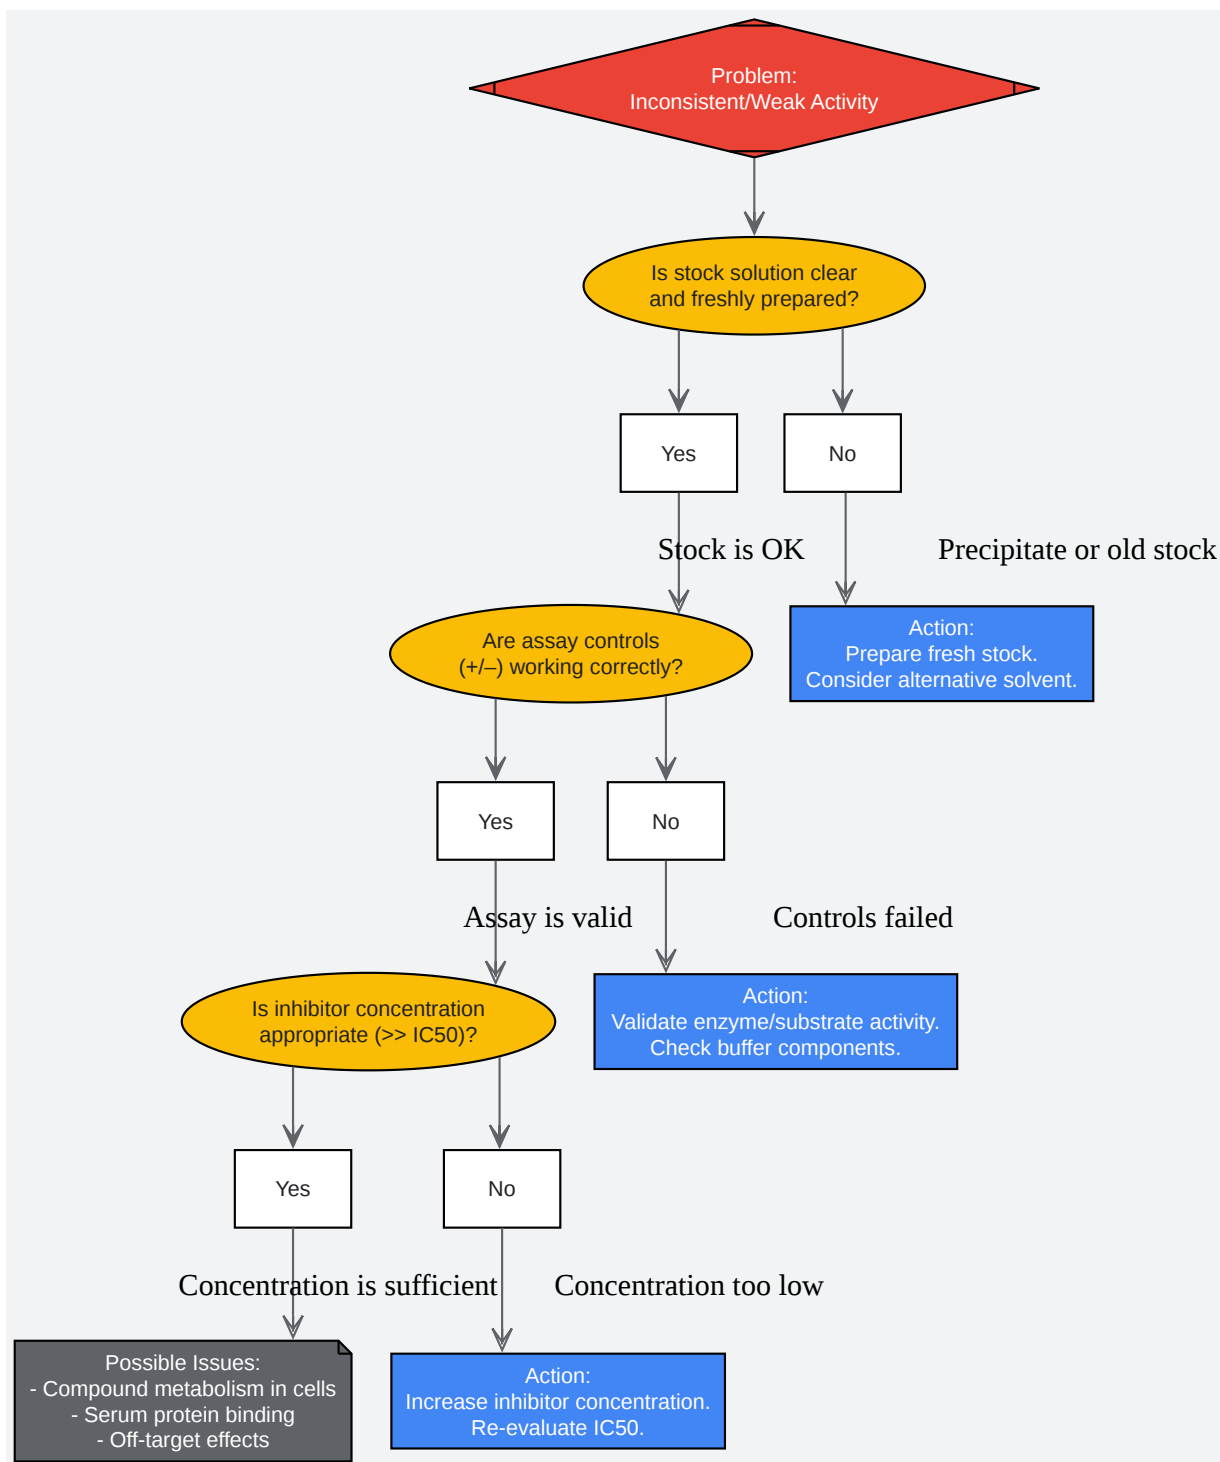 Problem:
Inconsistent/Weak Activity
Is stock solution clear
and freshly prepared?
Yes
No
Stock is OK
Precipitate or old stock
Are assay controls
(+/–) working correctly?
Action:
Prepare fresh stock.
Consider alternative solvent.
Yes
No
Assay is valid
Controls failed
Is inhibitor concentration
appropriate (>> IC50)?
Action:
Validate enzyme/substrate activity.
Check buffer components.
Yes
No
Concentration is sufficient
Concentration too low
Possible Issues:
- Compound metabolism in cells
- Serum protein binding
- Off-target effects
Action:
Increase inhibitor concentration.
Re-evaluate IC50.